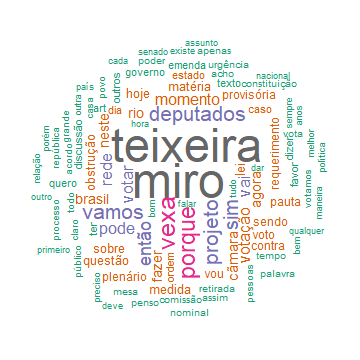 assunto
senado existe apenas
cada poder emenda urgência
país povo outros governo acho nacional
outra estado texto constituição
casa matéria provisória sempre
art dia hoje momento caso anos
grande neste rio deputados requerimento dizer vota
discussão obstrução rede teixeira lei favor melhor
república acordo todo votar miro vai agora votamos política
porém brasil tudo dar
relação quero vamos vexa porque projeto sim votação pauta maneira
outro claro pode então falar câmara sendo qualquer
processo sobre bom voto contra bem
primeiro questão fazer ordem vou tempo
público plenário medida retirada pessoas palavra
preciso mesa penso comissão assim
deve nominal
hora